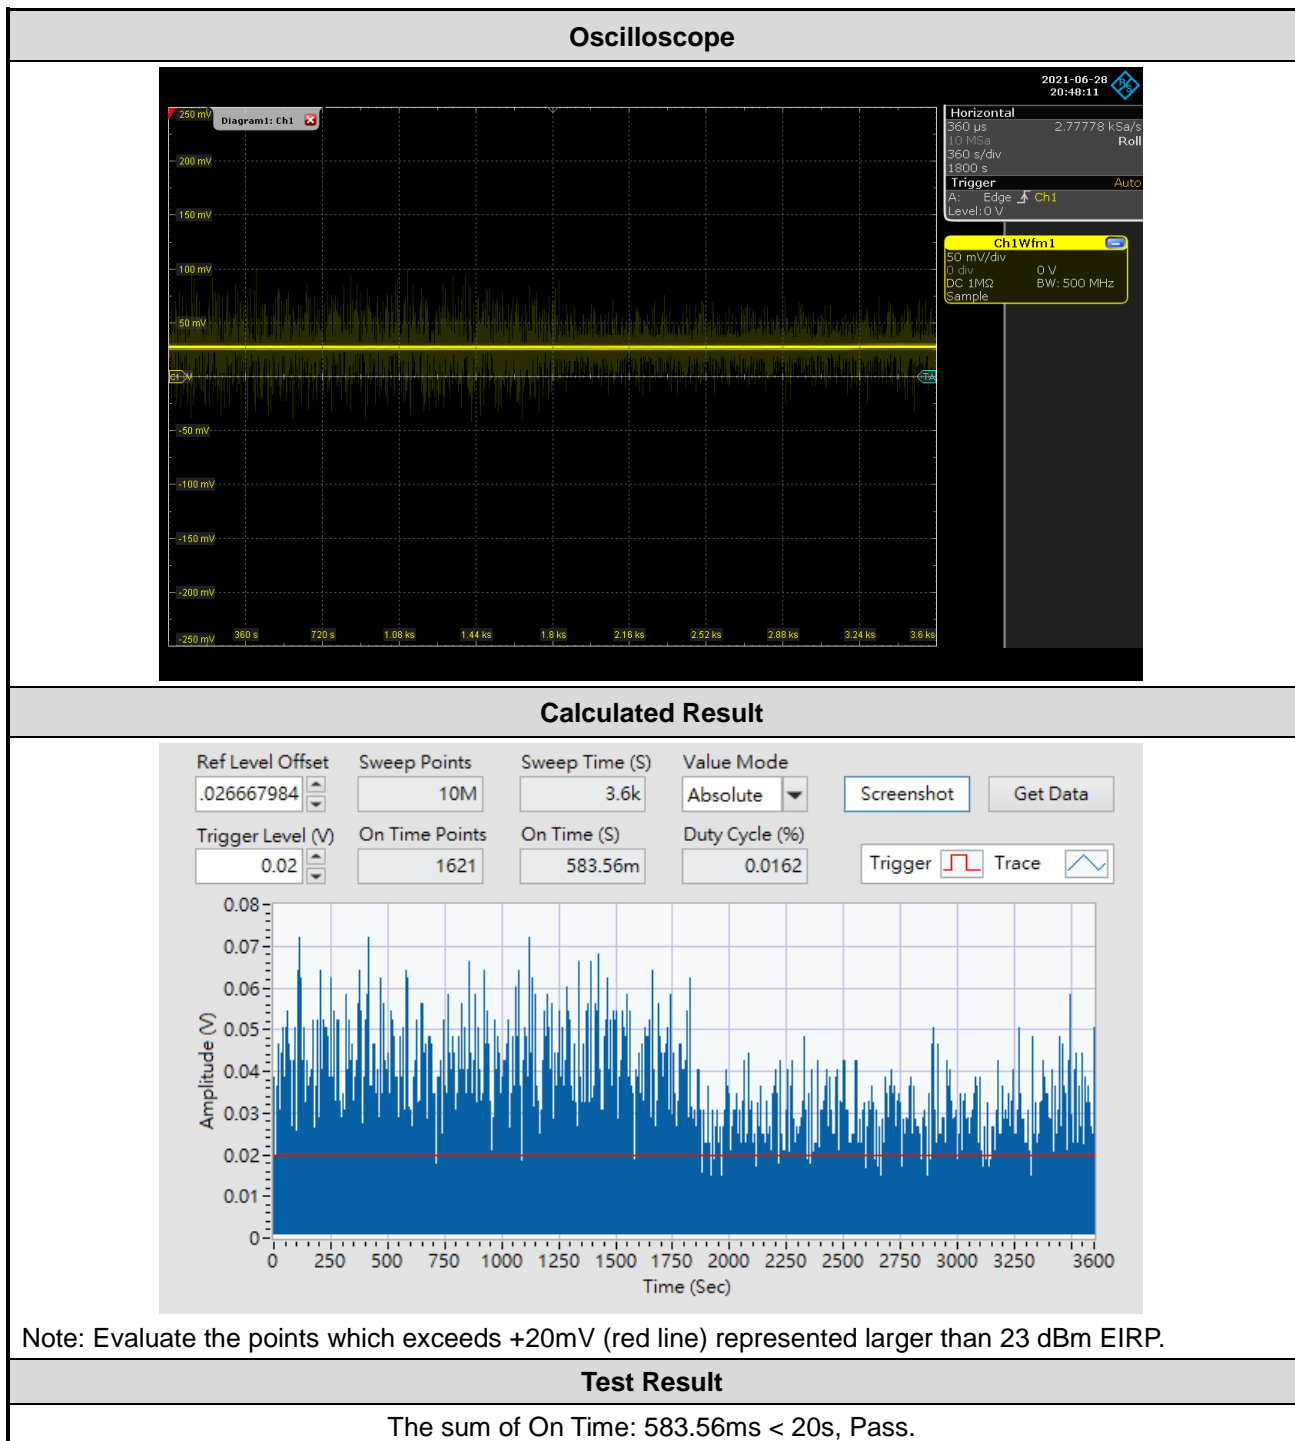 Oscilloscope
2021-06-28
20:48:11
Diagram1: Ch1
250 mV
200 mV
150 mV
100 mV
50 mV
C1
TA
-50 mV
-100 mV
-150 mV
-200 mV
-250 mV
360 s 720 s 1.08 ks 1.44 ks 1.8 ks 2.16 ks 2.52 ks 2.88 ks 3.24 ks 3.6 ks
Horizontal
360 µs 2.77778 kSa/s
10 MSa Roll
360 s/div
1800 s
Trigger Auto
A: Edge Ch1
Level: 0 V
Ch1Wfm1
50 mV/div
0 div 0 V
DC 1MΩ BW: 500 MHz
Sample
Calculated Result
Ref Level Offset Sweep Points Sweep Time (S) Value Mode
.026667984 10M 3.6k Absolute Screenshot Get Data
Trigger Level (V) On Time Points On Time (S) Duty Cycle (%)
0.02 1621 583.56m 0.0162 Trigger Trace
0.08
0.07
0.06
0.05
0.04
0.03
0.02
0.01
0
Amplitude (V)
0 250 500 750 1000 1250 1500 1750 2000 2250 2500 2750 3000 3250 3600
Time (Sec)
Note: Evaluate the points which exceeds +20mV (red line) represented larger than 23 dBm EIRP.
Test Result
The sum of On Time: 583.56ms < 20s, Pass.